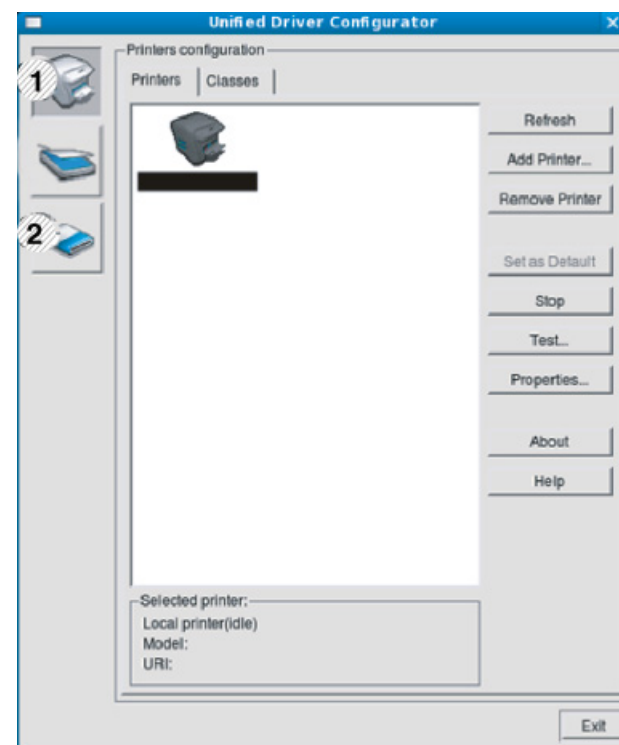 Unified Driver Configurator
Printers configuration
1
Printers
Classes
Refresh
Add Printer...
Remove Printer
2
Set as Default
Stop
Test...
Properties...
About
Help
Selected printer:
Local printer(idle)
Model:
URI:
Exit